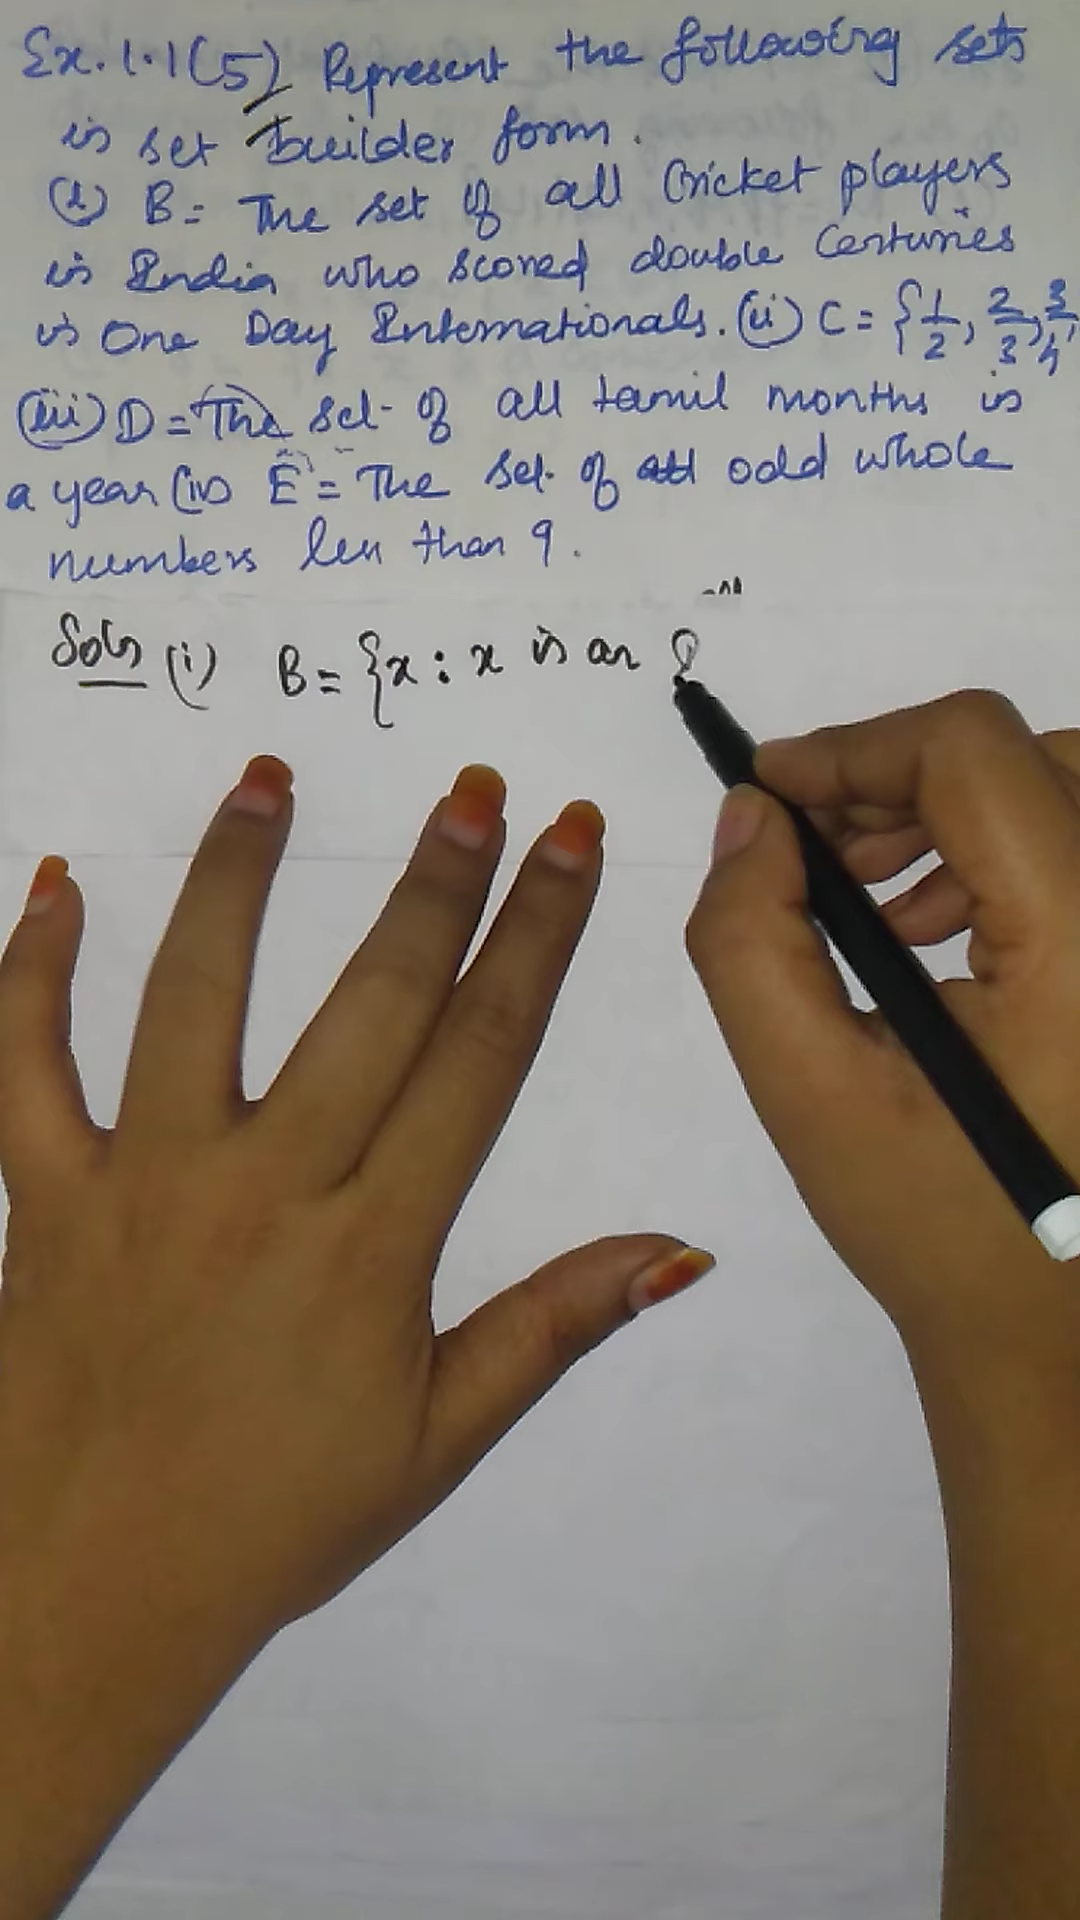 Ex. 1.1(5) Represent the following sets
in set builder form.
(i) B = The set of all Cricket players
in India who scored double Centuries
in One Day Internationals. (ii) C = {1/2, 2/3, 3/4,
(iii) D = The set of all tamil months in
a year (iv) E = The set of odd whole
numbers less than 9.
Soln (i) B = {x : x is an